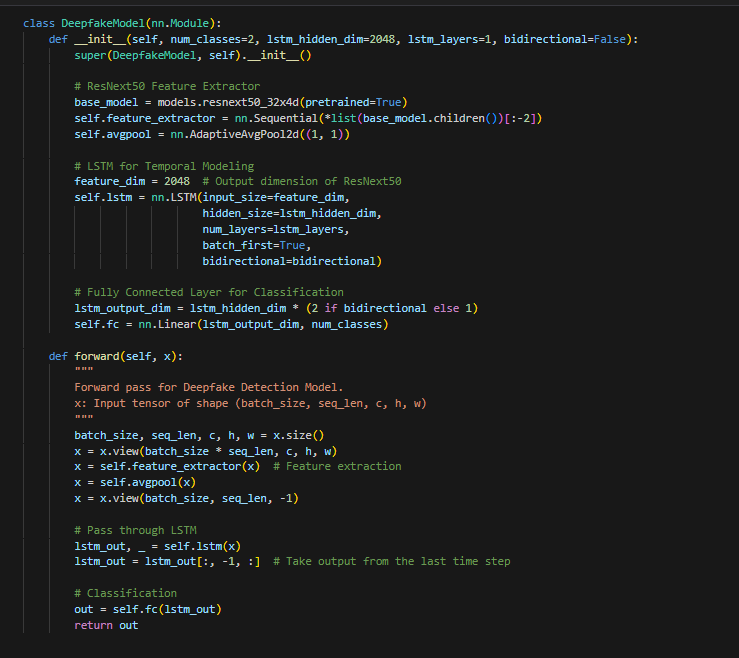 class DeepfakeModel(nn.Module):
    def __init__(self, num_classes=2, lstm_hidden_dim=2048, lstm_layers=1, bidirectional=False):
        super(DeepfakeModel, self).__init__()

        # ResNext50 Feature Extractor
        base_model = models.resnext50_32x4d(pretrained=True)
        self.feature_extractor = nn.Sequential(*list(base_model.children())[:-2])
        self.avgpool = nn.AdaptiveAvgPool2d((1, 1))

        # LSTM for Temporal Modeling
        feature_dim = 2048  # Output dimension of ResNext50
        self.lstm = nn.LSTM(input_size=feature_dim,
                            hidden_size=lstm_hidden_dim,
                            num_layers=lstm_layers,
                            batch_first=True,
                            bidirectional=bidirectional)

        # Fully Connected Layer for Classification
        lstm_output_dim = lstm_hidden_dim * (2 if bidirectional else 1)
        self.fc = nn.Linear(lstm_output_dim, num_classes)

    def forward(self, x):
        """
        Forward pass for Deepfake Detection Model.
        x: Input tensor of shape (batch_size, seq_len, c, h, w)
        """
        batch_size, seq_len, c, h, w = x.size()
        x = x.view(batch_size * seq_len, c, h, w)
        x = self.feature_extractor(x)  # Feature extraction
        x = self.avgpool(x)
        x = x.view(batch_size, seq_len, -1)

        # Pass through LSTM
        lstm_out, _ = self.lstm(x)
        lstm_out = lstm_out[:, -1, :]  # Take output from the last time step

        # Classification
        out = self.fc(lstm_out)
        return out